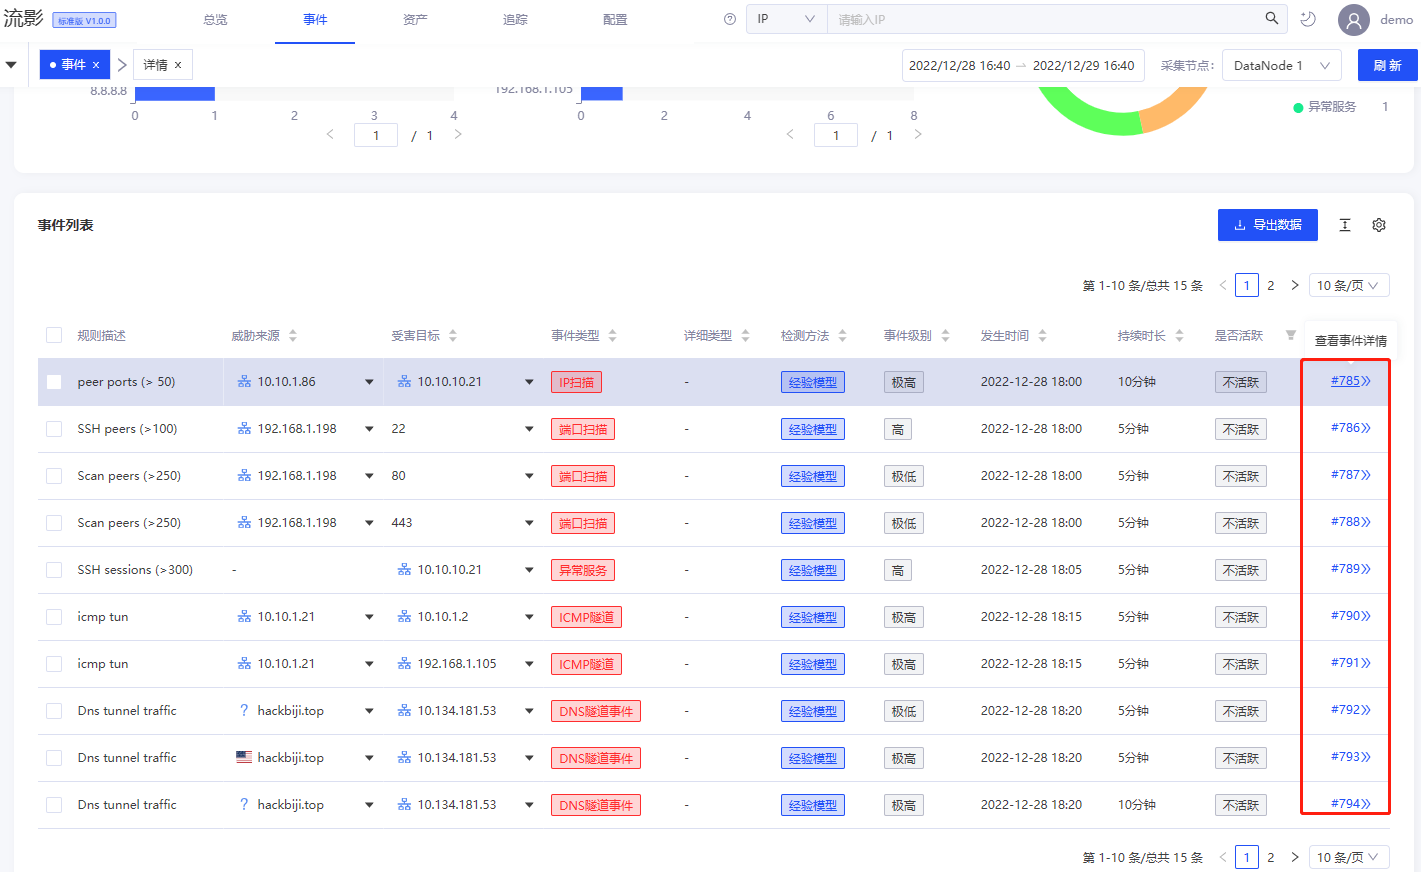 流影 标准版 V1.0.0 总览 事件 资产 追踪 配置 IP 请输入IP demo
事件 × 详情 × 2022/12/28 16:40 → 2022/12/29 16:40 采集节点： DataNode 1 刷 新
8.8.8.8 192.168.1.105 异常服务 1
0 1 2 3 4 0 2 4 6 8
< 1 / 1 > < 1 / 1 >
事件列表 导出数据
第 1-10 条/总共 15 条 < 1 2 > 10 条/页
规则描述 威胁来源 受害目标 事件类型 详细类型 检测方法 事件级别 发生时间 持续时长 是否活跃 查看事件详情
peer ports (> 50) 10.10.1.86 10.10.10.21 IP扫描 - 经验模型 极高 2022-12-28 18:00 10分钟 不活跃 #785
SSH peers (>100) 192.168.1.198 22 端口扫描 - 经验模型 高 2022-12-28 18:00 5分钟 不活跃 #786
Scan peers (>250) 192.168.1.198 80 端口扫描 - 经验模型 极低 2022-12-28 18:00 5分钟 不活跃 #787
Scan peers (>250) 192.168.1.198 443 端口扫描 - 经验模型 极低 2022-12-28 18:00 5分钟 不活跃 #788
SSH sessions (>300) - 10.10.10.21 异常服务 - 经验模型 高 2022-12-28 18:05 5分钟 不活跃 #789
icmp tun 10.10.1.21 10.10.1.2 ICMP隧道 - 经验模型 极高 2022-12-28 18:15 5分钟 不活跃 #790
icmp tun 10.10.1.21 192.168.1.105 ICMP隧道 - 经验模型 极高 2022-12-28 18:15 5分钟 不活跃 #791
Dns tunnel traffic ? hackbiji.top 10.134.181.53 DNS隧道事件 - 经验模型 极低 2022-12-28 18:20 5分钟 不活跃 #792
Dns tunnel traffic hackbiji.top 10.134.181.53 DNS隧道事件 - 经验模型 极高 2022-12-28 18:20 5分钟 不活跃 #793
Dns tunnel traffic ? hackbiji.top 10.134.181.53 DNS隧道事件 - 经验模型 极高 2022-12-28 18:20 10分钟 不活跃 #794
第 1-10 条/总共 15 条 < 1 2 > 10 条/页